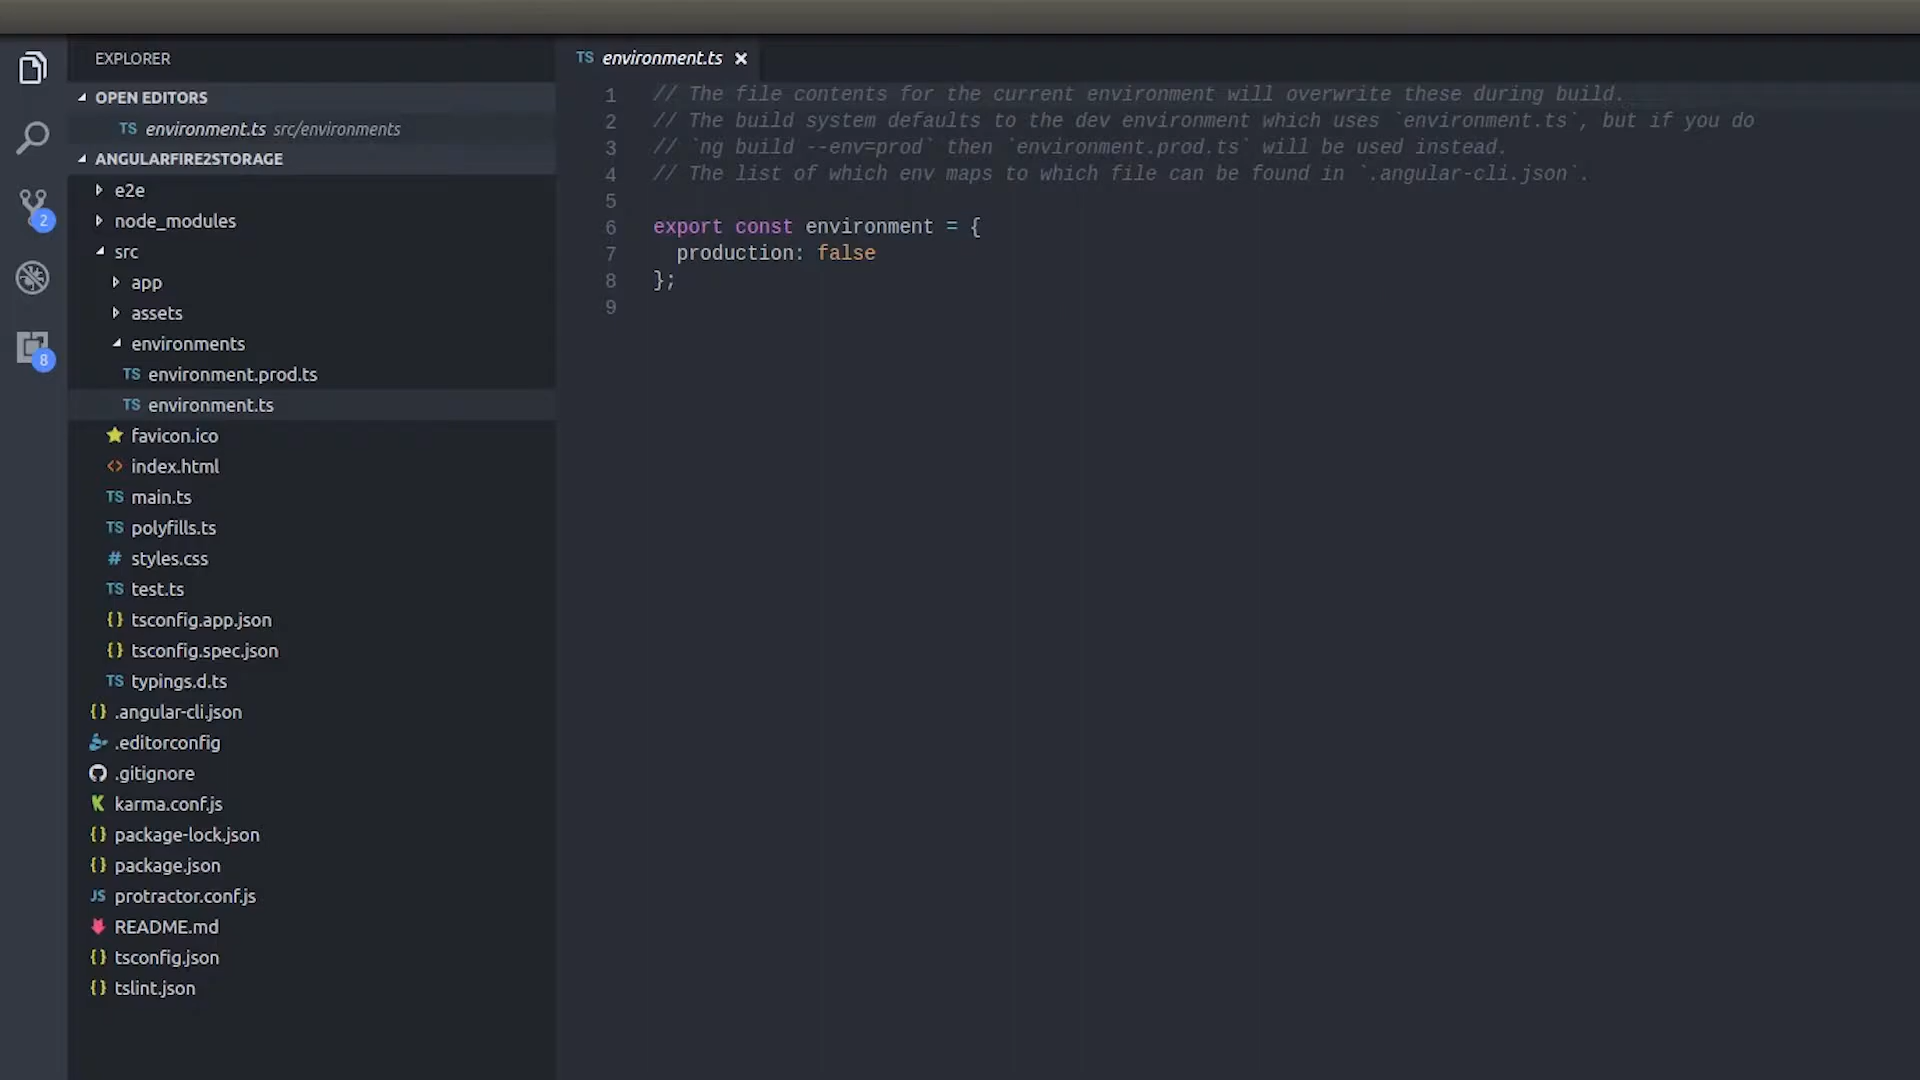 EXPLORER
OPEN EDITORS
TS environment.ts src/environments
ANGULARFIRE2STORAGE
e2e
node_modules
src
app
assets
environments
TS environment.prod.ts
TS environment.ts
favicon.ico
<> index.html
TS main.ts
TS polyfills.ts
# styles.css
TS test.ts
{} tsconfig.app.json
{} tsconfig.spec.json
TS typings.d.ts
{} .angular-cli.json
.editorconfig
.gitignore
K karma.conf.js
{} package-lock.json
{} package.json
JS protractor.conf.js
README.md
{} tsconfig.json
{} tslint.json
2
8
TS environment.ts ×
1 // The file contents for the current environment will overwrite these during build.
2 // The build system defaults to the dev environment which uses `environment.ts`, but if you do
3 // `ng build --env=prod` then `environment.prod.ts` will be used instead.
4 // The list of which env maps to which file can be found in `.angular-cli.json`.
5
6 export const environment = {
7   production: false
8 };
9